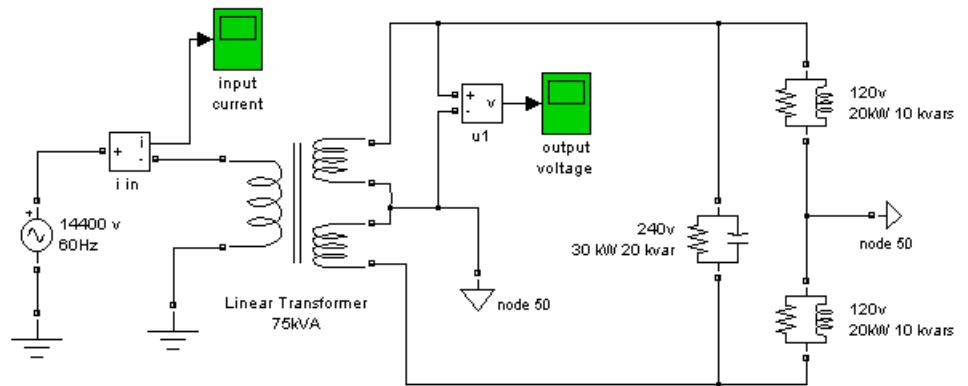 input
current
+
i
-
i in
+
-
v
u1
output
voltage
120v
20kW 10 kvars
+
14400 v
60Hz
240v
30 kW 20 kvar
node 50
Linear Transformer
75kVA
node 50
120v
20kW 10 kvars